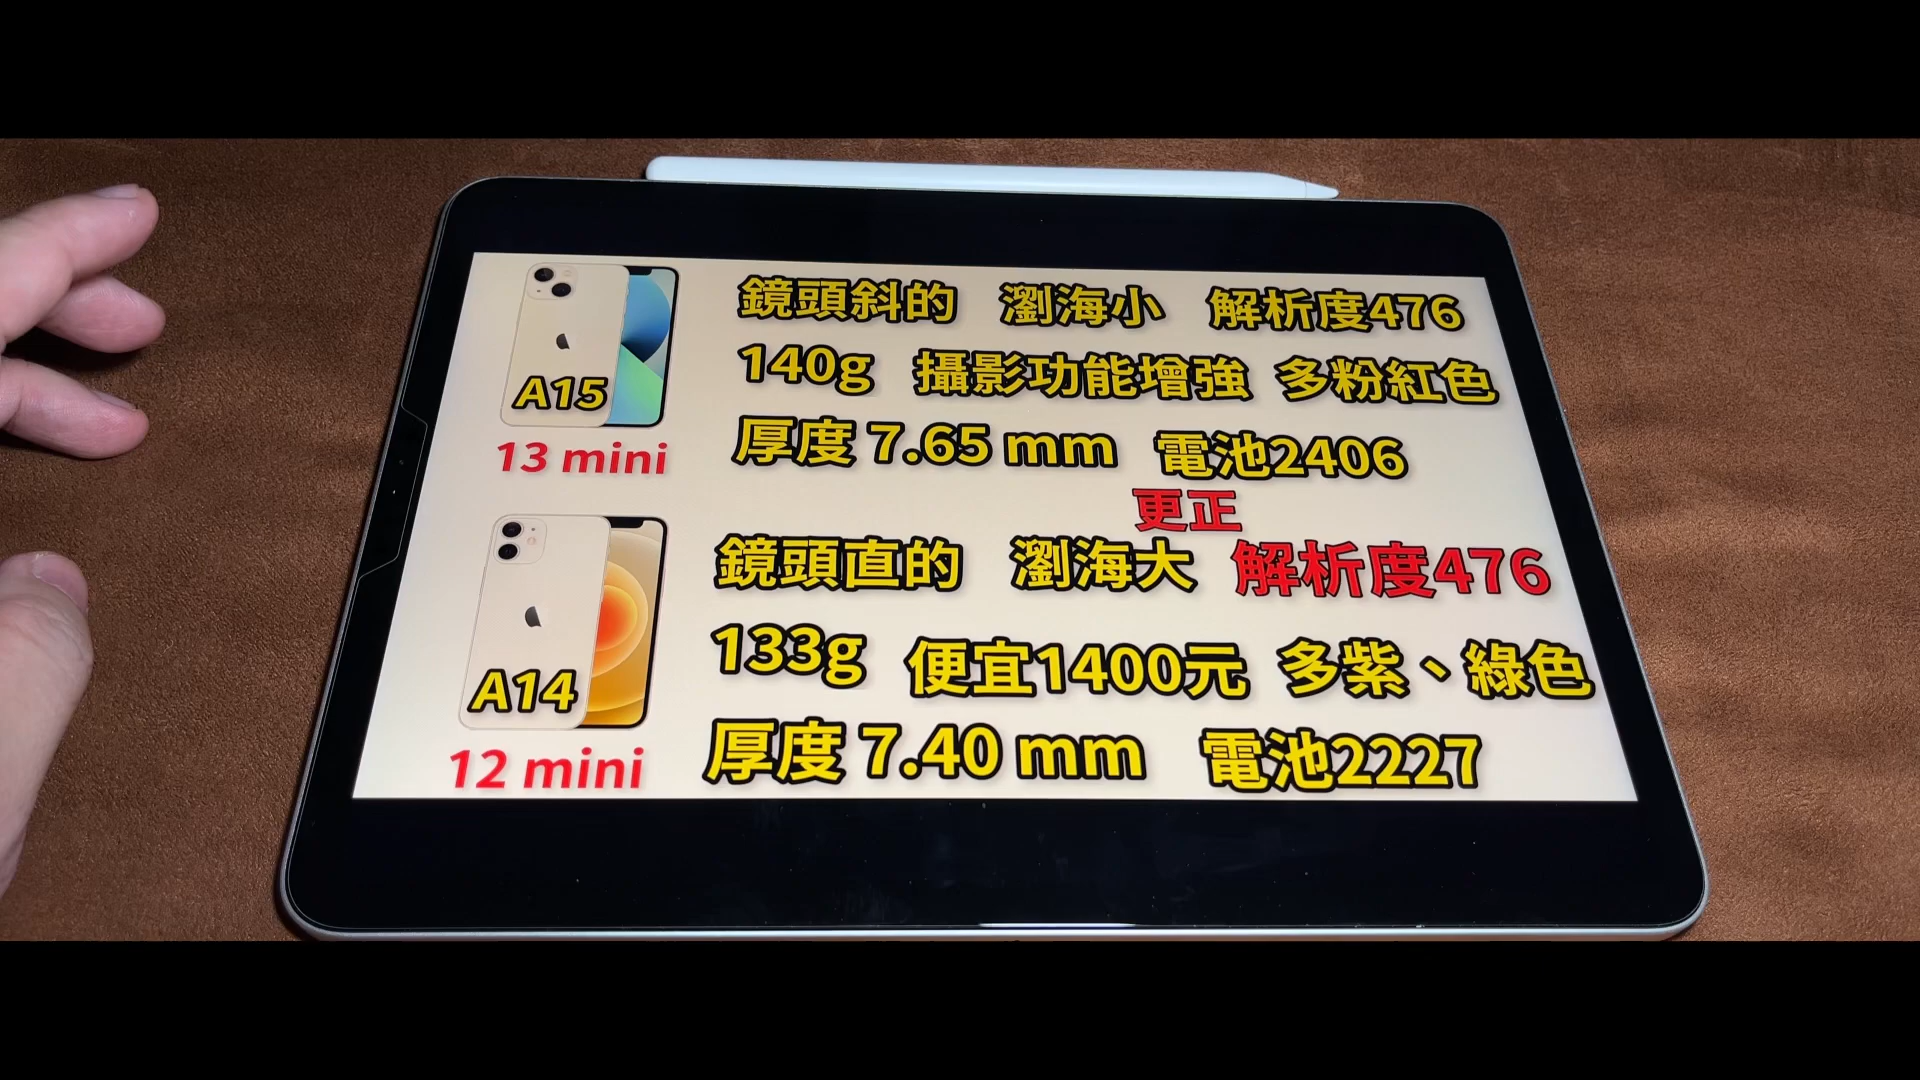 鏡頭斜的 瀏海小 解析度476
140g 攝影功能增強 多粉紅色
A15
厚度 7.65 mm 電池2406
13 mini
更正
鏡頭直的 瀏海大 解析度476
133g 便宜1400元 多紫、綠色
A14
厚度 7.40 mm 電池2227
12 mini